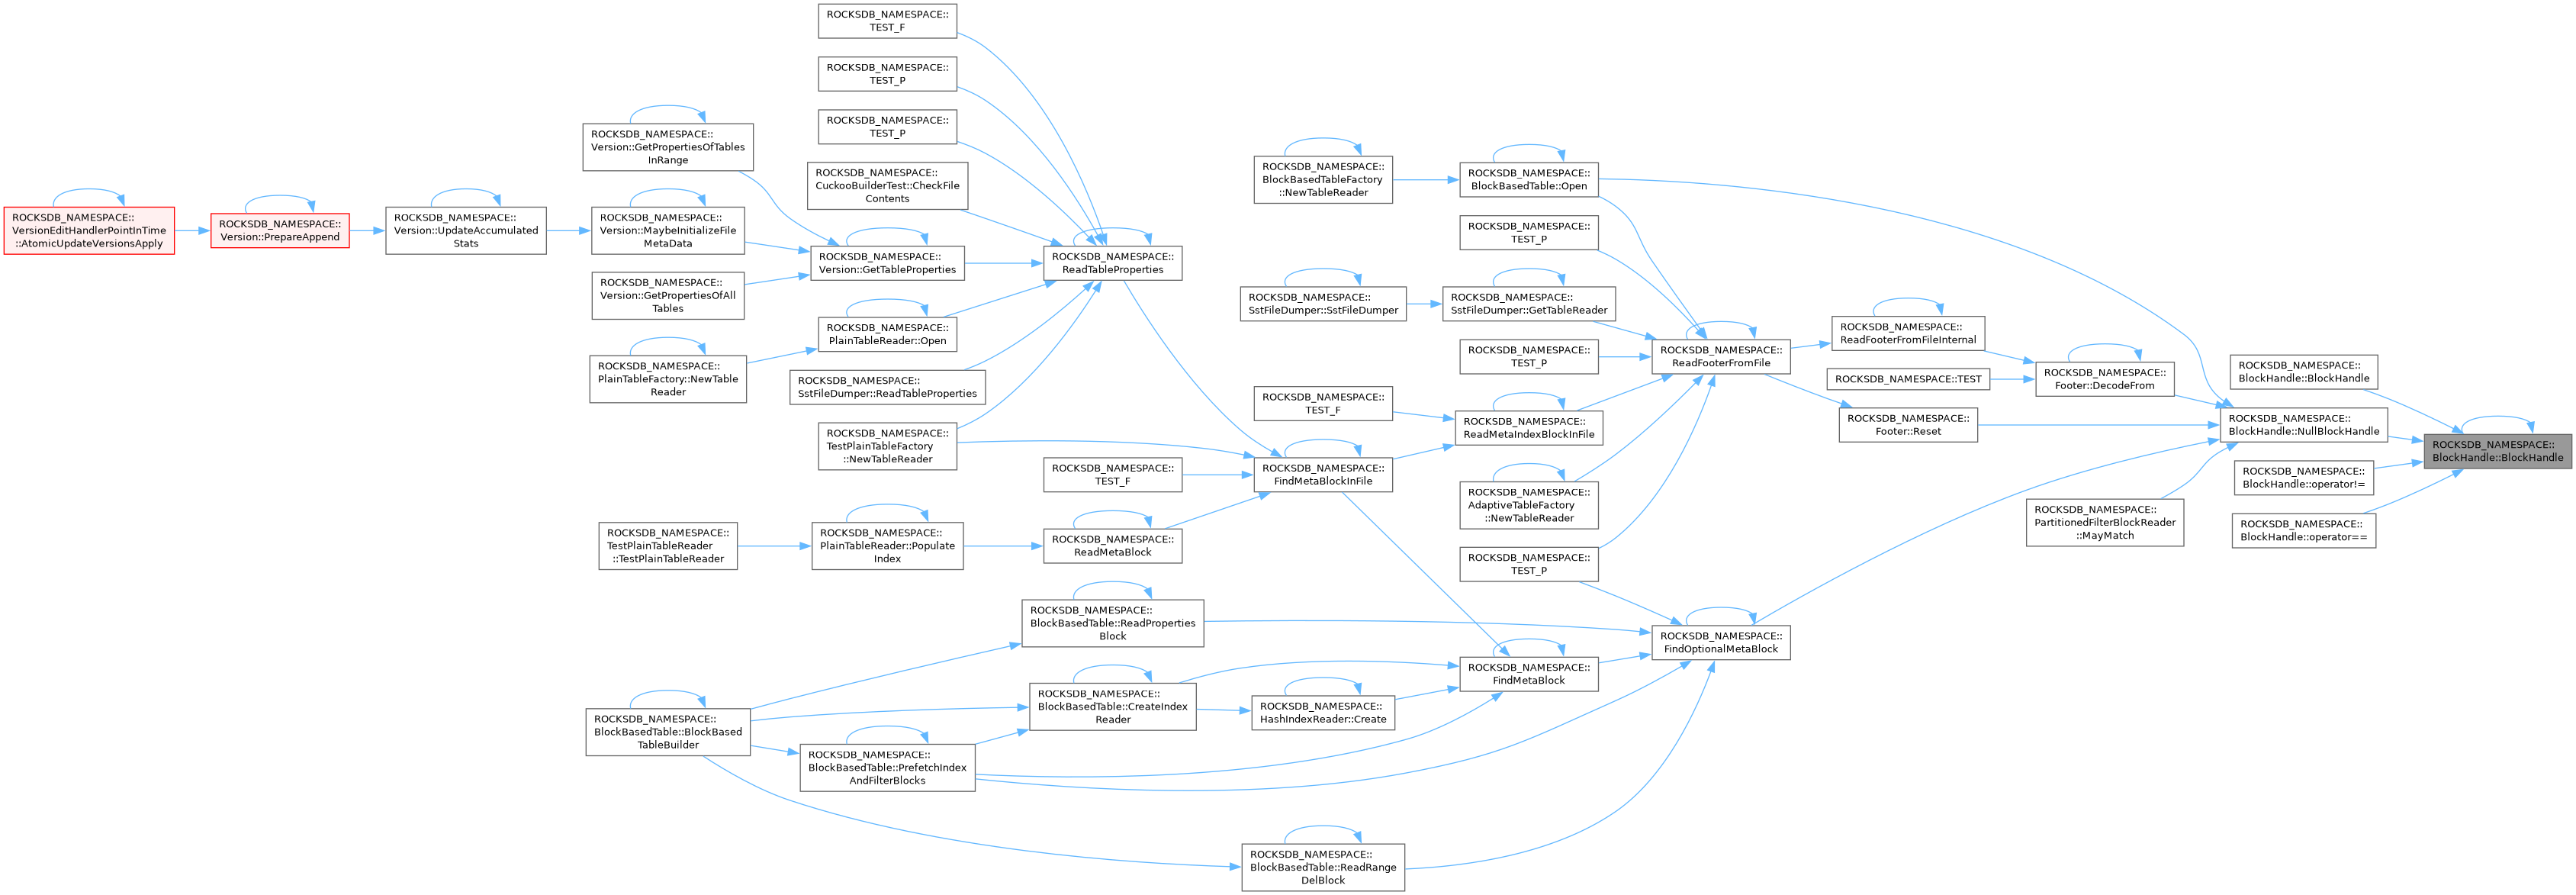 ROCKSDB_NAMESPACE::
TEST_F
ROCKSDB_NAMESPACE::
TEST_P
ROCKSDB_NAMESPACE::
TEST_P
ROCKSDB_NAMESPACE::
CuckooBuilderTest::CheckFile
Contents
ROCKSDB_NAMESPACE::
Version::GetPropertiesOfTables
InRange
ROCKSDB_NAMESPACE::
VersionEditHandlerPointInTime
::AtomicUpdateVersionsApply
ROCKSDB_NAMESPACE::
Version::PrepareAppend
ROCKSDB_NAMESPACE::
Version::UpdateAccumulated
Stats
ROCKSDB_NAMESPACE::
Version::MaybeInitializeFile
MetaData
ROCKSDB_NAMESPACE::
Version::GetTableProperties
ROCKSDB_NAMESPACE::
ReadTableProperties
ROCKSDB_NAMESPACE::
Version::GetPropertiesOfAll
Tables
ROCKSDB_NAMESPACE::
PlainTableReader::Open
ROCKSDB_NAMESPACE::
PlainTableFactory::NewTable
Reader
ROCKSDB_NAMESPACE::
SstFileDumper::ReadTableProperties
ROCKSDB_NAMESPACE::
TestPlainTableFactory
::NewTableReader
ROCKSDB_NAMESPACE::
TEST_F
ROCKSDB_NAMESPACE::
TestPlainTableReader
::TestPlainTableReader
ROCKSDB_NAMESPACE::
PlainTableReader::Populate
Index
ROCKSDB_NAMESPACE::
ReadMetaBlock
ROCKSDB_NAMESPACE::
BlockBasedTable::ReadProperties
Block
ROCKSDB_NAMESPACE::
BlockBasedTable::BlockBased
TableBuilder
ROCKSDB_NAMESPACE::
BlockBasedTable::PrefetchIndex
AndFilterBlocks
ROCKSDB_NAMESPACE::
BlockBasedTable::CreateIndex
Reader
ROCKSDB_NAMESPACE::
HashIndexReader::Create
ROCKSDB_NAMESPACE::
BlockBasedTable::ReadRange
DelBlock
ROCKSDB_NAMESPACE::
BlockBasedTableFactory
::NewTableReader
ROCKSDB_NAMESPACE::
BlockBasedTable::Open
ROCKSDB_NAMESPACE::
TEST_P
ROCKSDB_NAMESPACE::
SstFileDumper::SstFileDumper
ROCKSDB_NAMESPACE::
SstFileDumper::GetTableReader
ROCKSDB_NAMESPACE::
TEST_P
ROCKSDB_NAMESPACE::
TEST_F
ROCKSDB_NAMESPACE::
ReadMetaIndexBlockInFile
ROCKSDB_NAMESPACE::
FindMetaBlockInFile
ROCKSDB_NAMESPACE::
AdaptiveTableFactory
::NewTableReader
ROCKSDB_NAMESPACE::
TEST_P
ROCKSDB_NAMESPACE::
FindMetaBlock
ROCKSDB_NAMESPACE::
FindOptionalMetaBlock
ROCKSDB_NAMESPACE::
ReadFooterFromFile
ROCKSDB_NAMESPACE::
ReadFooterFromFileInternal
ROCKSDB_NAMESPACE::TEST
ROCKSDB_NAMESPACE::
Footer::Reset
ROCKSDB_NAMESPACE::
Footer::DecodeFrom
ROCKSDB_NAMESPACE::
PartitionedFilterBlockReader
::MayMatch
ROCKSDB_NAMESPACE::
BlockHandle::BlockHandle
ROCKSDB_NAMESPACE::
BlockHandle::NullBlockHandle
ROCKSDB_NAMESPACE::
BlockHandle::operator!=
ROCKSDB_NAMESPACE::
BlockHandle::operator==
ROCKSDB_NAMESPACE::
BlockHandle::BlockHandle